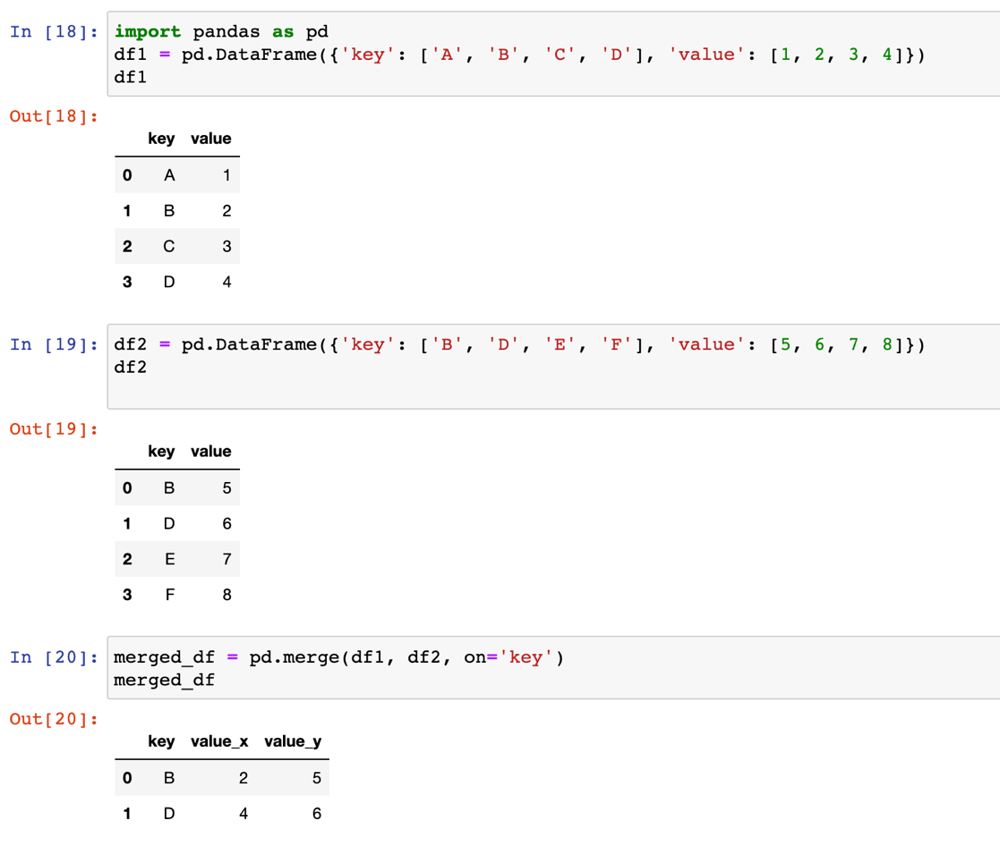 In [18]: import pandas as pd
df1 = pd.DataFrame({'key': ['A', 'B', 'C', 'D'], 'value': [1, 2, 3, 4]})
df1
Out[18]:
key value
0 A 1
1 B 2
2 C 3
3 D 4
In [19]: df2 = pd.DataFrame({'key': ['B', 'D', 'E', 'F'], 'value': [5, 6, 7, 8]})
df2
Out[19]:
key value
0 B 5
1 D 6
2 E 7
3 F 8
In [20]: merged_df = pd.merge(df1, df2, on='key')
merged_df
Out[20]:
key value_x value_y
0 B 2 5
1 D 4 6